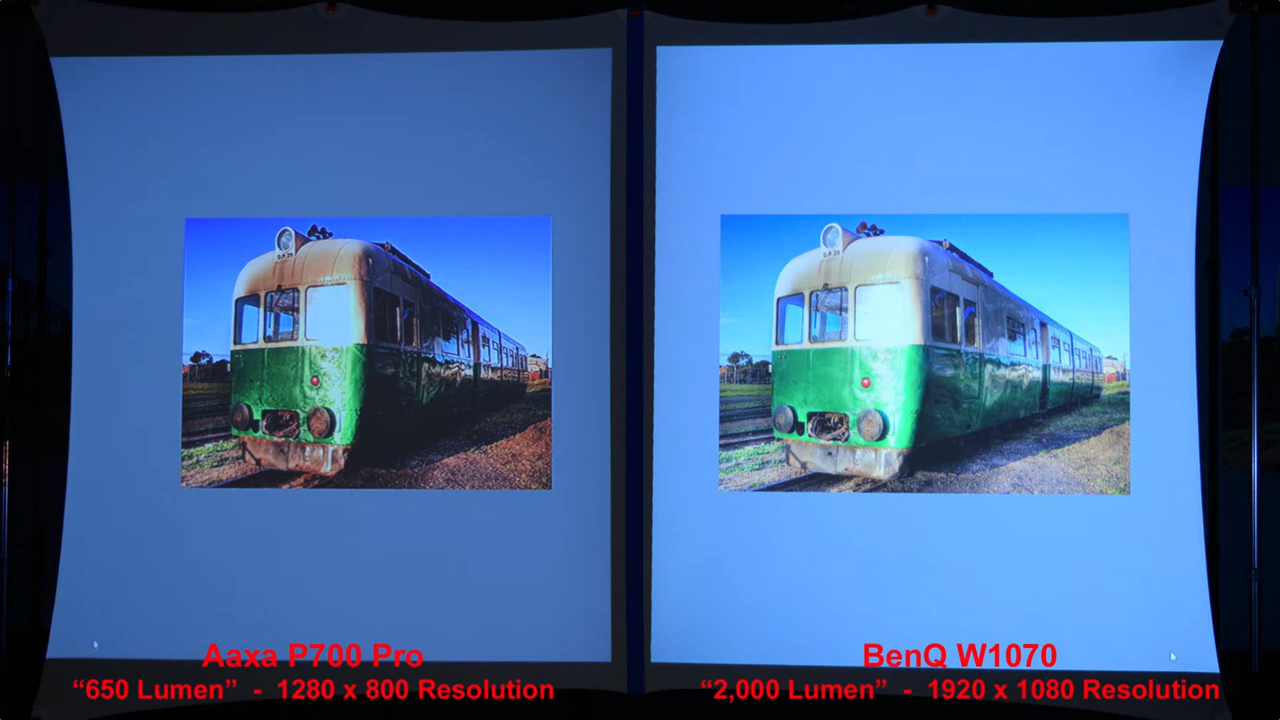 Aaxa P700 Pro
“650 Lumen” - 1280 x 800 Resolution
BenQ W1070
“2,000 Lumen” - 1920 x 1080 Resolution